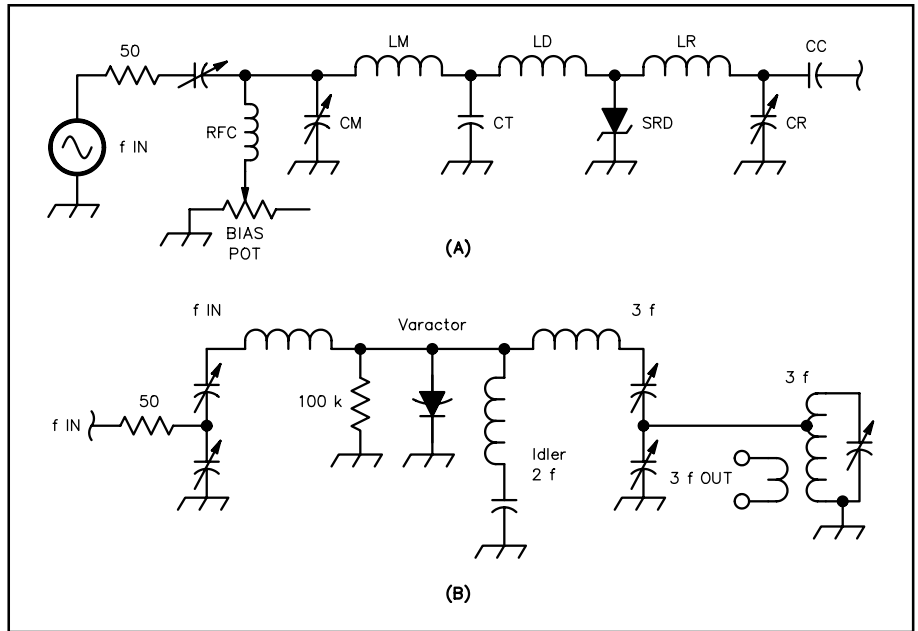 50
LM
LD
LR
CC
f IN
RFC
CM
CT
SRD
CR
BIAS
POT
(A)
f IN
Varactor
3 f
3 f
f IN
50
100 k
Idler
2 f
3 f OUT
(B)